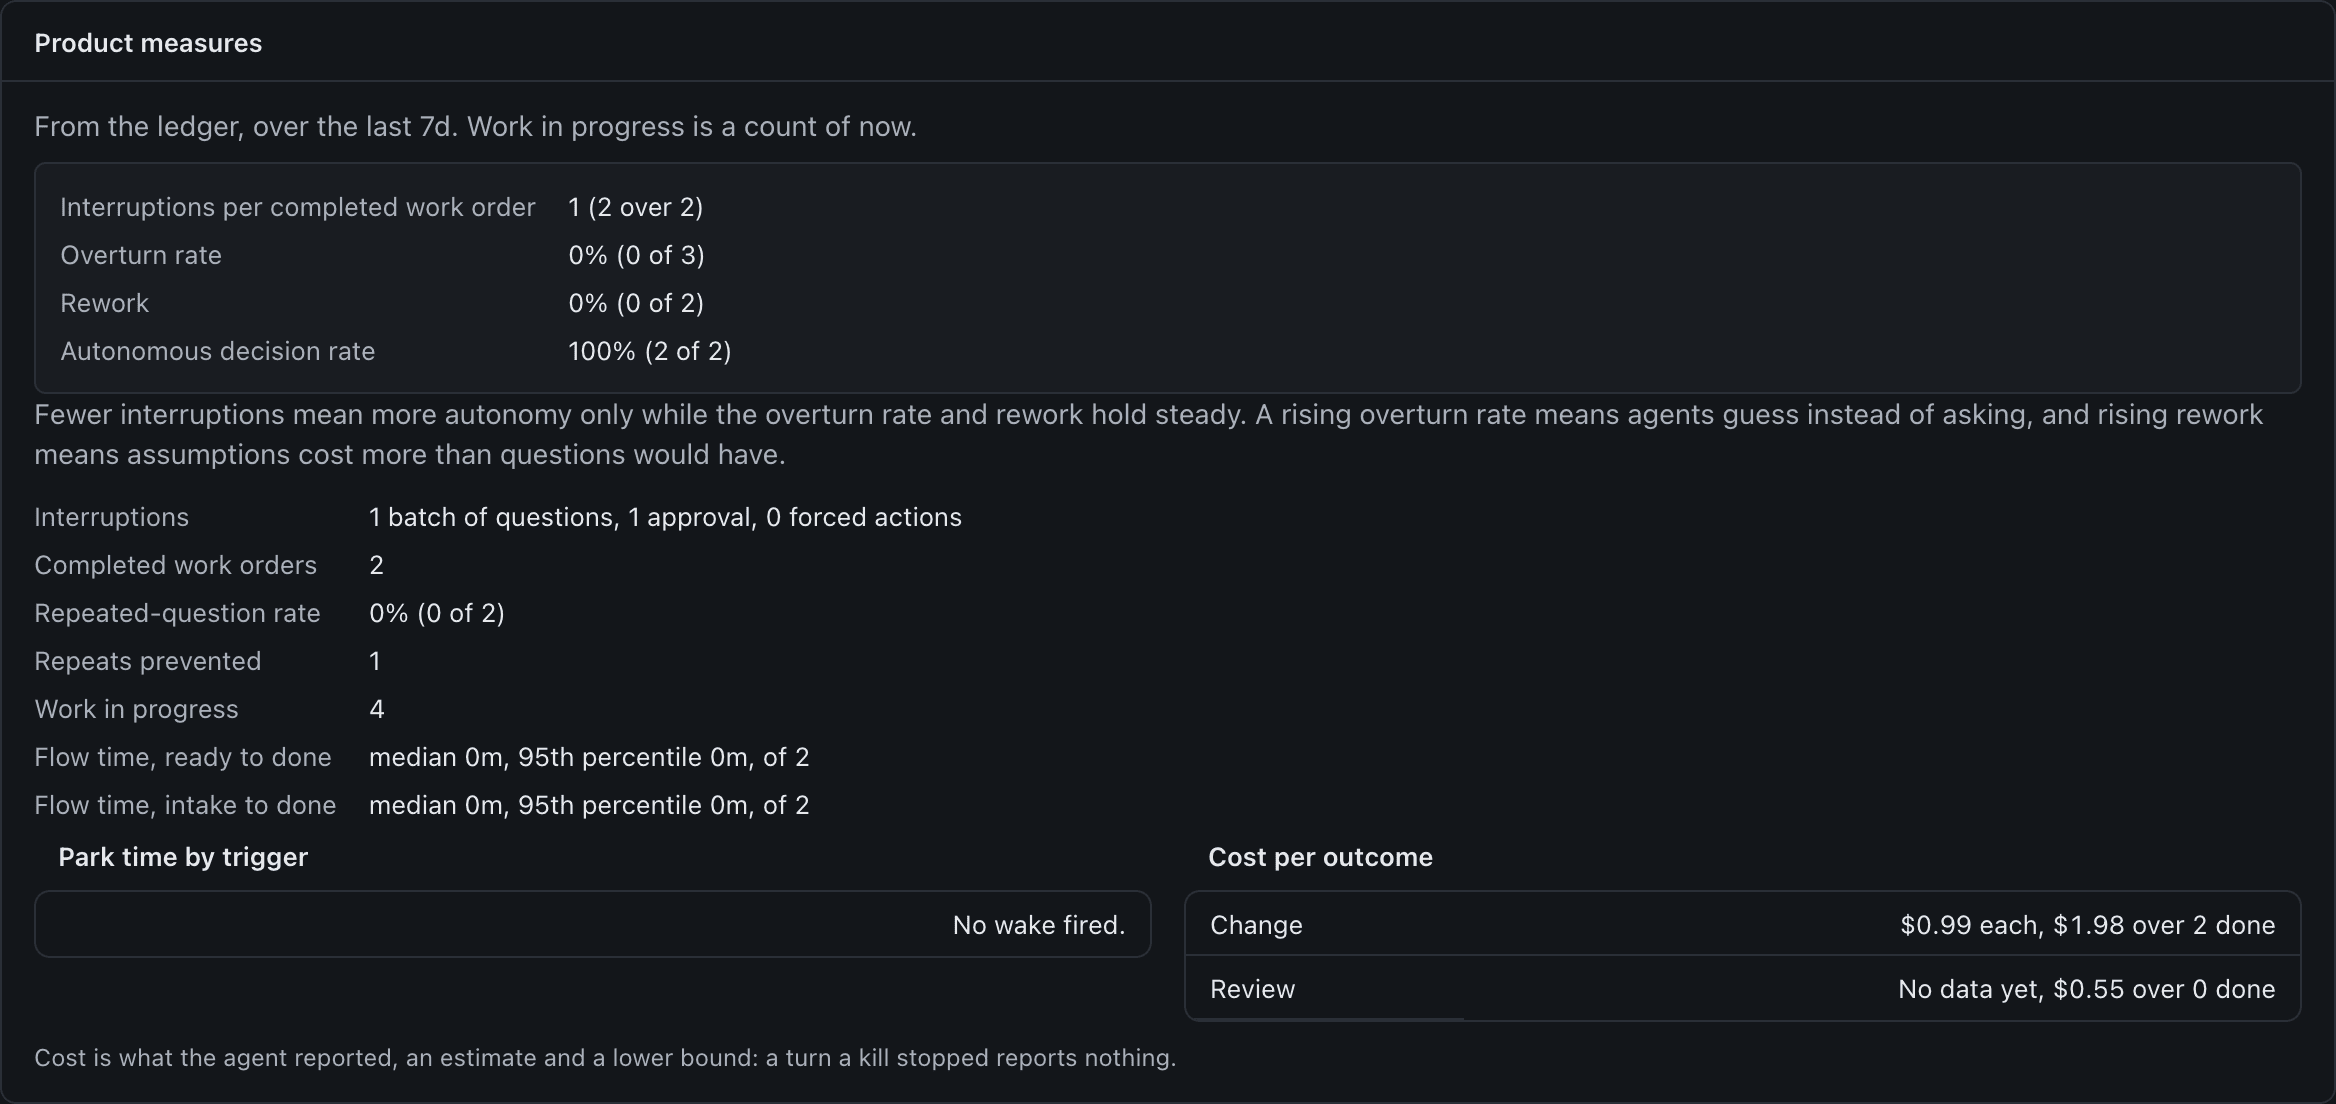 Product measures
From the ledger, over the last 7d. Work in progress is a count of now.
Interruptions per completed work order 1 (2 over 2)
Overturn rate 0% (0 of 3)
Rework 0% (0 of 2)
Autonomous decision rate 100% (2 of 2)
Fewer interruptions mean more autonomy only while the overturn rate and rework hold steady. A rising overturn rate means agents guess instead of asking, and rising rework
means assumptions cost more than questions would have.
Interruptions 1 batch of questions, 1 approval, 0 forced actions
Completed work orders 2
Repeated-question rate 0% (0 of 2)
Repeats prevented 1
Work in progress 4
Flow time, ready to done median 0m, 95th percentile 0m, of 2
Flow time, intake to done median 0m, 95th percentile 0m, of 2
Park time by trigger
No wake fired.
Cost per outcome
Change $0.99 each, $1.98 over 2 done
Review No data yet, $0.55 over 0 done
Cost is what the agent reported, an estimate and a lower bound: a turn a kill stopped reports nothing.